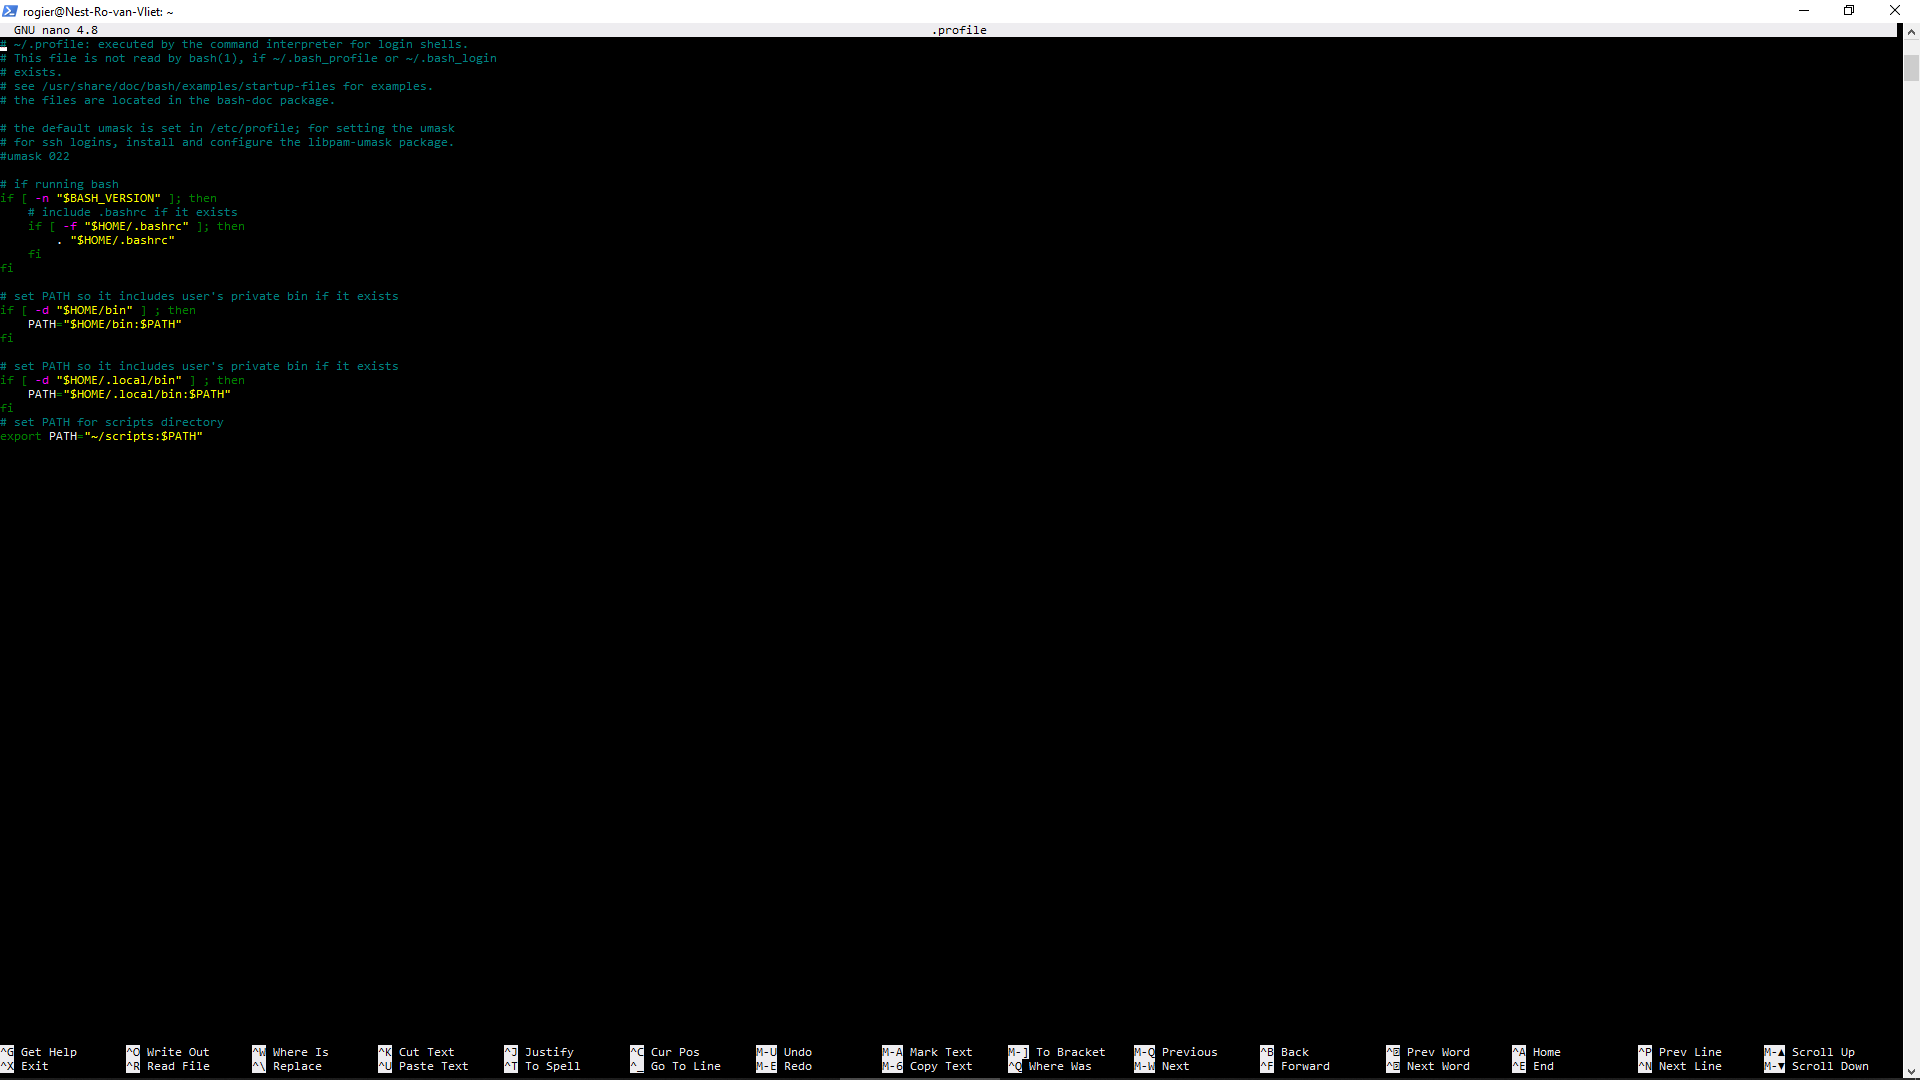 rogier@Nest-Ro-van-Vliet: ~
GNU nano 4.8 .profile
# ~/.profile: executed by the command interpreter for login shells.
# This file is not read by bash(1), if ~/.bash_profile or ~/.bash_login
# exists.
# see /usr/share/doc/bash/examples/startup-files for examples.
# the files are located in the bash-doc package.

# the default umask is set in /etc/profile; for setting the umask
# for ssh logins, install and configure the libpam-umask package.
#umask 022

# if running bash
if [ -n "$BASH_VERSION" ]; then
    # include .bashrc if it exists
    if [ -f "$HOME/.bashrc" ]; then
        . "$HOME/.bashrc"
    fi
fi

# set PATH so it includes user's private bin if it exists
if [ -d "$HOME/bin" ] ; then
    PATH="$HOME/bin:$PATH"
fi

# set PATH so it includes user's private bin if it exists
if [ -d "$HOME/.local/bin" ] ; then
    PATH="$HOME/.local/bin:$PATH"
fi
# set PATH for scripts directory
export PATH="~/scripts:$PATH"
^G Get Help ^O Write Out ^W Where Is ^K Cut Text ^J Justify ^C Cur Pos M-U Undo M-A Mark Text M-] To Bracket M-Q Previous ^B Back ^⍰ Prev Word ^A Home ^P Prev Line M-▲ Scroll Up
^X Exit ^R Read File ^\ Replace ^U Paste Text ^T To Spell ^_ Go To Line M-E Redo M-6 Copy Text ^Q Where Was M-W Next ^F Forward ^⍰ Next Word ^E End ^N Next Line M-▼ Scroll Down